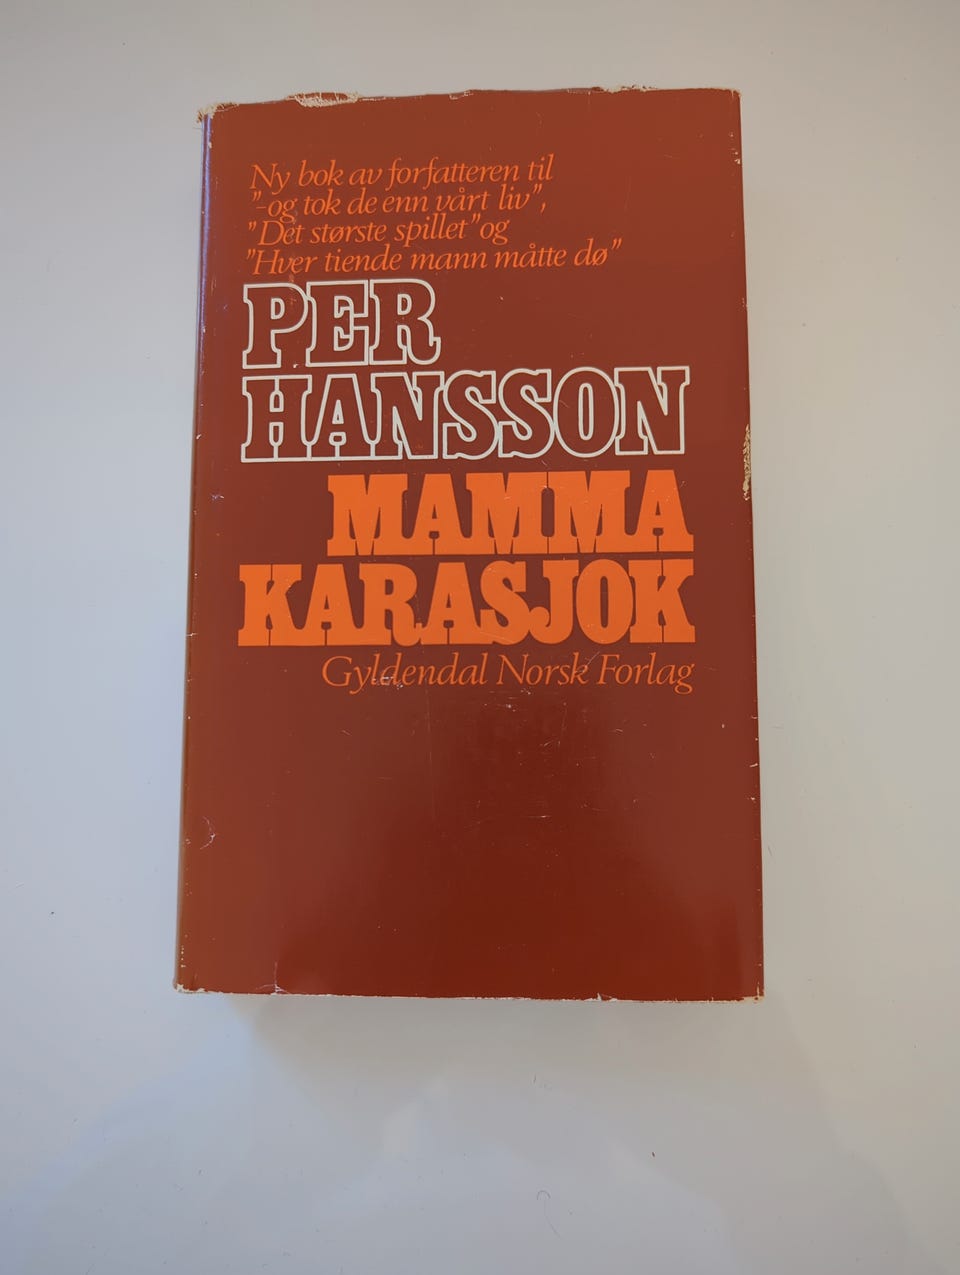 Ny bok av forfatteren til
"-og tok de enn vårt liv",
"Det største spillet" og
"Hver tiende mann måtte dø"
PER
HANSSON
MAMMA
KARASJOK
Gyldendal Norsk Forlag